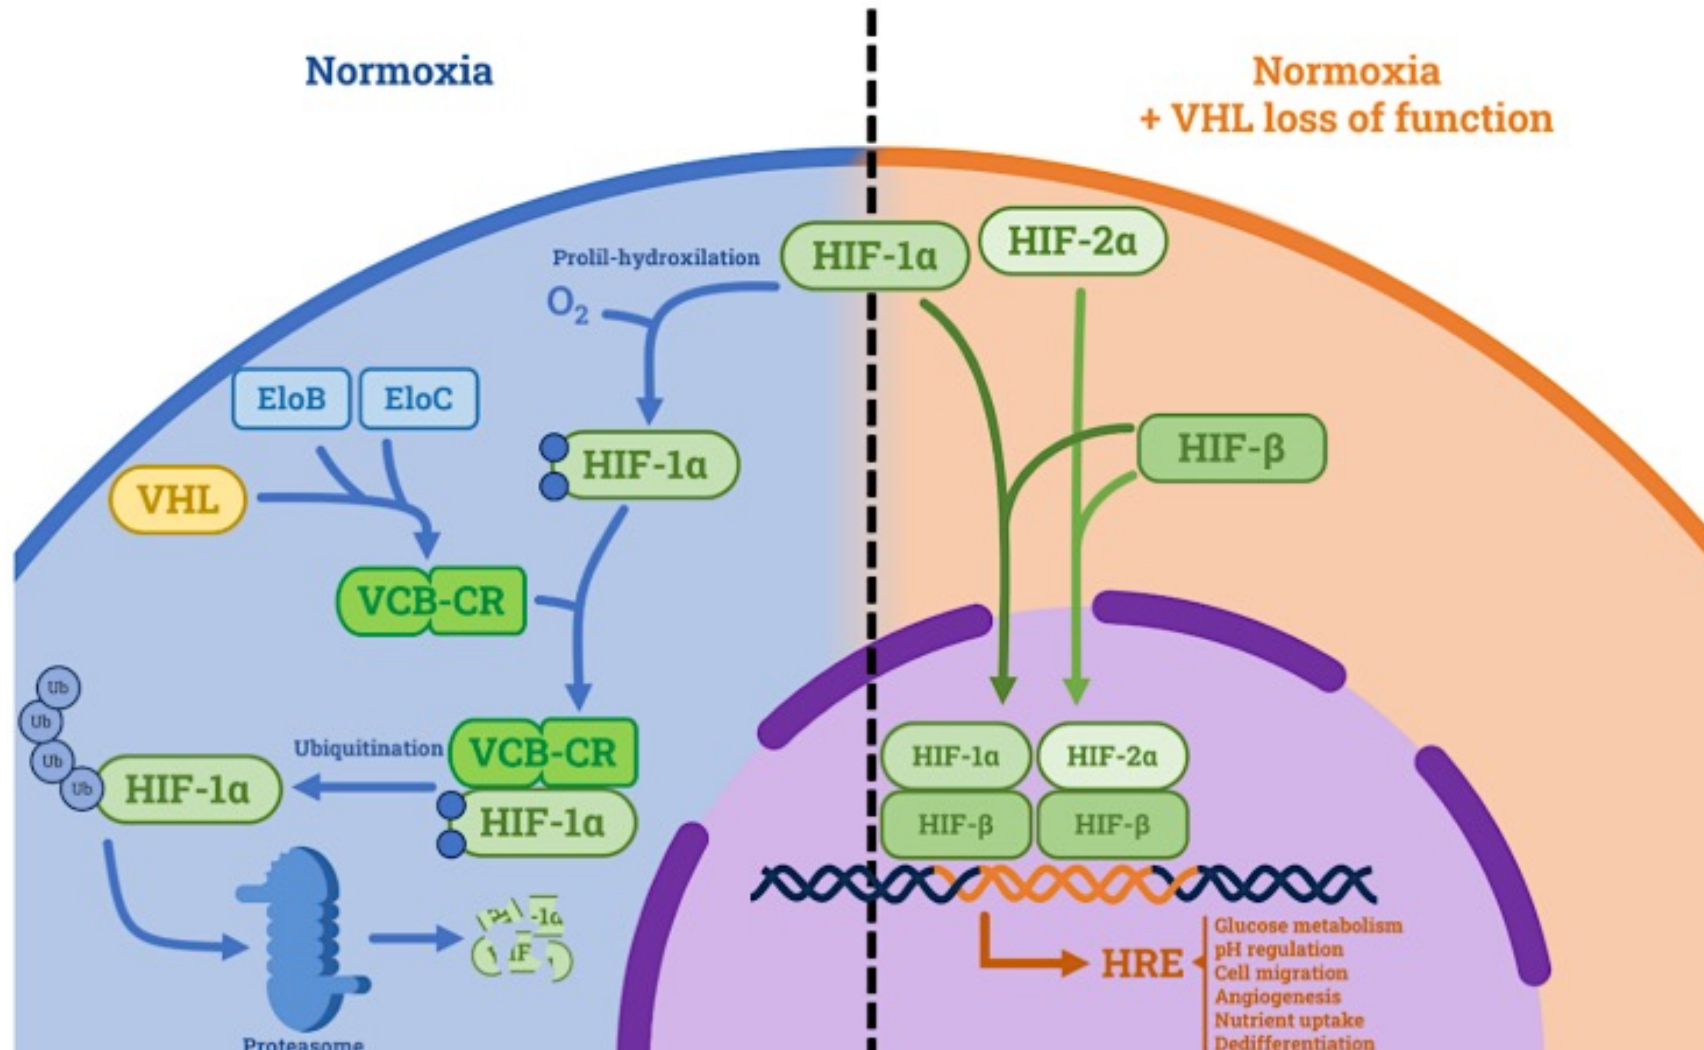 Normoxia
Normoxia
+ VHL loss of function
Prolil-hydroxilation
HIF-1α
HIF-2α
O2
EloB
EloC
HIF-β
HIF-1α
VHL
VCB-CR
Ub
Ub
Ub
Ub
HIF-1α
Ubiquitination
VCB-CR
HIF-1α
HIF-1α
HIF-2α
HIF-β
HIF-β
-1α
IF
HRE
Glucose metabolism
pH regulation
Cell migration
Angiogenesis
Nutrient uptake
Dedifferentiation
Proteasome